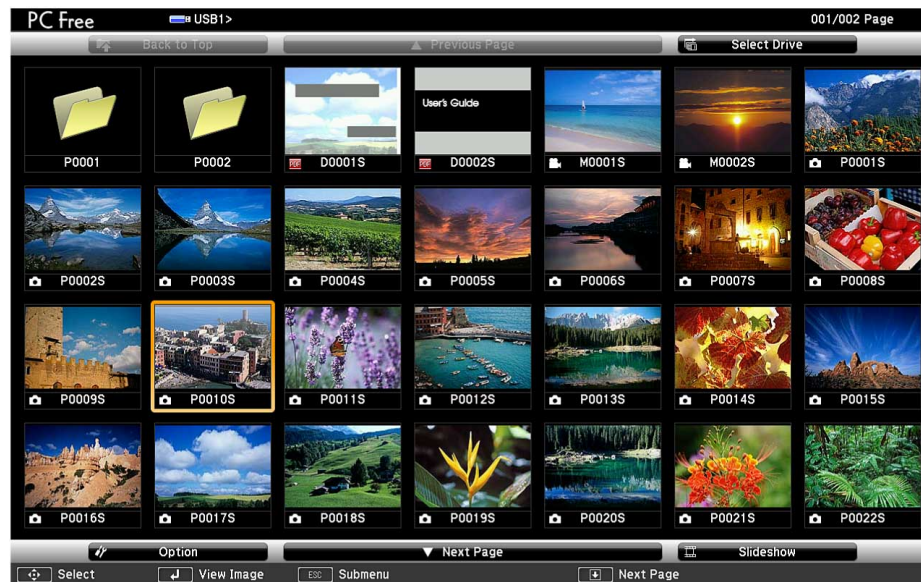 PC Free USB1> 001/002 Page
Back to Top Previous Page Select Drive
User's Guide
P0001 P0002 PDF D0001S PDF D0002S M0001S M0002S P0001S
P0002S P0003S P0004S P0005S P0006S P0007S P0008S
P0009S P0010S P0011S P0012S P0013S P0014S P0015S
P0016S P0017S P0018S P0019S P0020S P0021S P0022S
Option Next Page Slideshow
Select View Image ESC Submenu Next Page